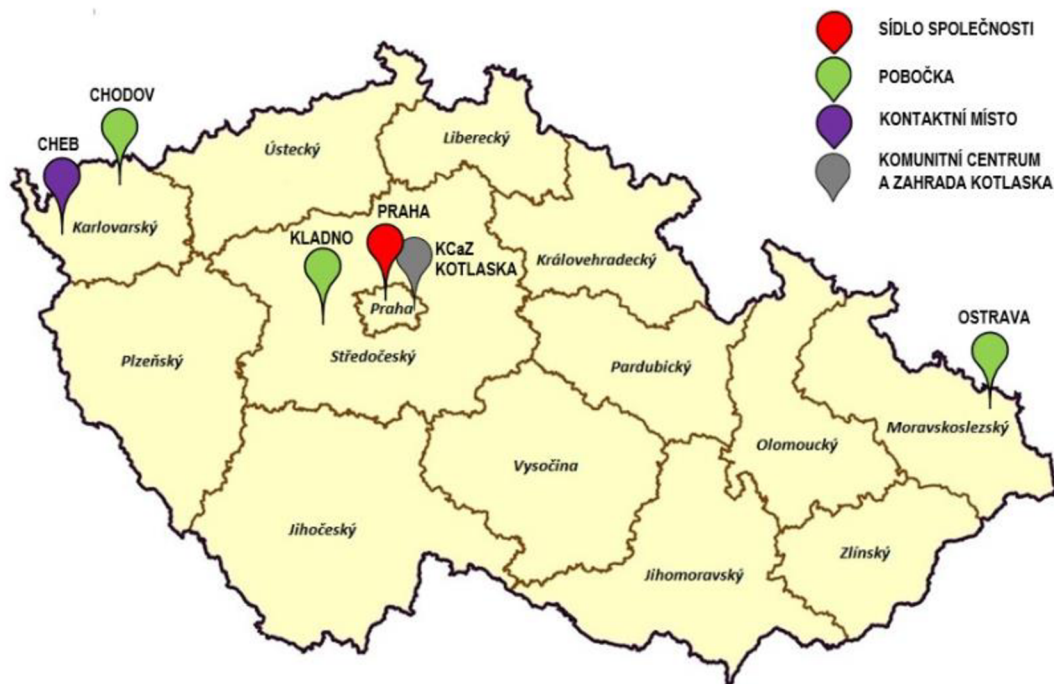 SÍDLO SPOLEČNOSTI
POBOČKA
KONTAKTNÍ MÍSTO
KOMUNITNÍ CENTRUM
A ZAHRADA KOTLASKA
CHODOV
CHEB
Karlovarský
Ústecký
Liberecký
PRAHA
KLADNO
KCaZ
KOTLASKA
Královehradecký
Praha
Středočeský
Plzeňský
Pardubický
OSTRAVA
Moravskoslezský
Olomoucký
Vysočina
Jihočeský
Jihomoravský
Zlínský